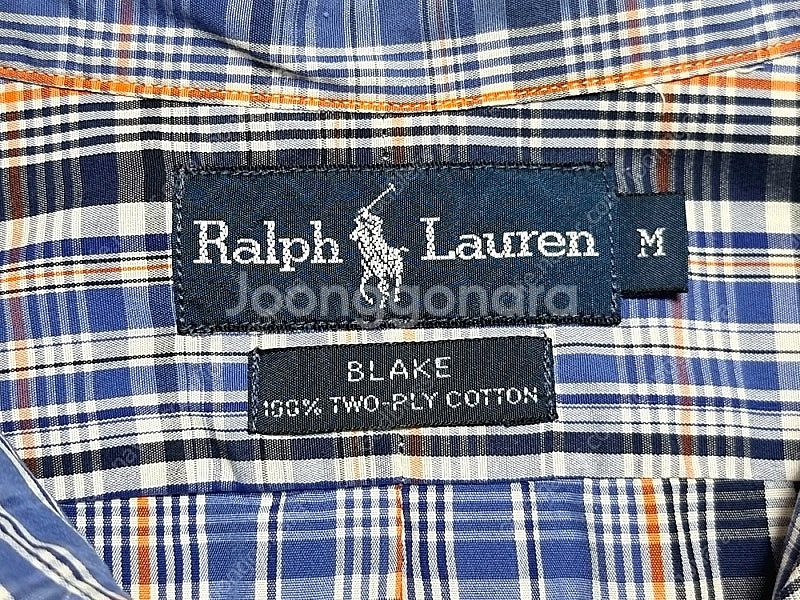 Ralph Lauren M
Joonggonara
BLAKE
100% TWO-PLY COTTON